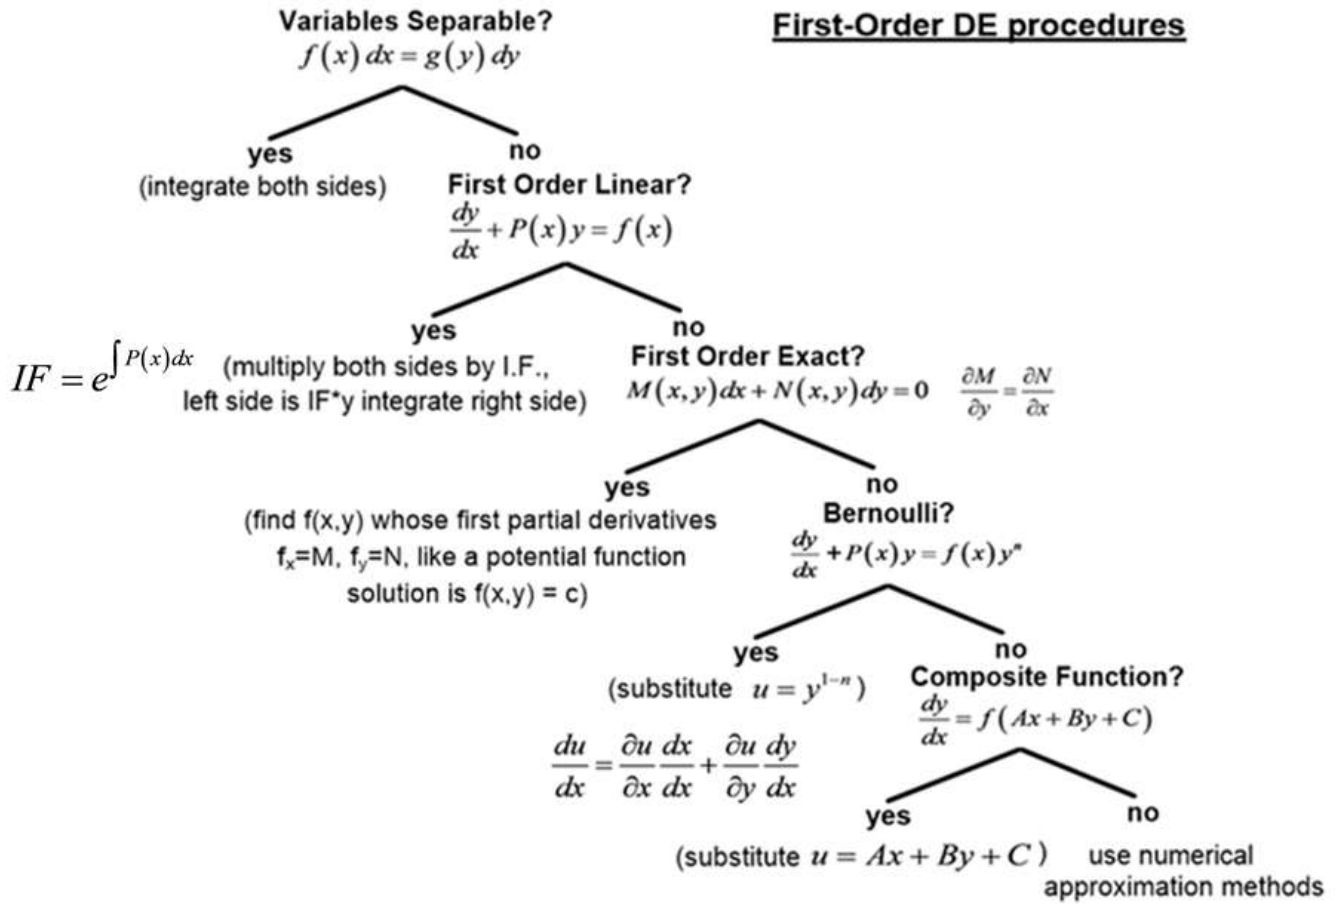 Variables Separable?
First-Order DE procedures
f(x) dx = g(y) dy
yes
no
(integrate both sides)
First Order Linear?
dy/dx + P(x) y = f(x)
yes
no
IF = e^∫P(x)dx
(multiply both sides by I.F.,
left side is IF*y integrate right side)
First Order Exact?
M(x,y)dx + N(x,y)dy = 0 ∂M/∂y = ∂N/∂x
yes
no
(find f(x,y) whose first partial derivatives
fₓ=M, fᵧ=N, like a potential function
solution is f(x,y) = c)
Bernoulli?
dy/dx + P(x) y = f(x) yⁿ
yes
no
(substitute u = y^(1-n))
du/dx = ∂u/∂x dx/dx + ∂u/∂y dy/dx
Composite Function?
dy/dx = f(Ax + By + C)
yes
no
(substitute u = Ax + By + C)
use numerical
approximation methods